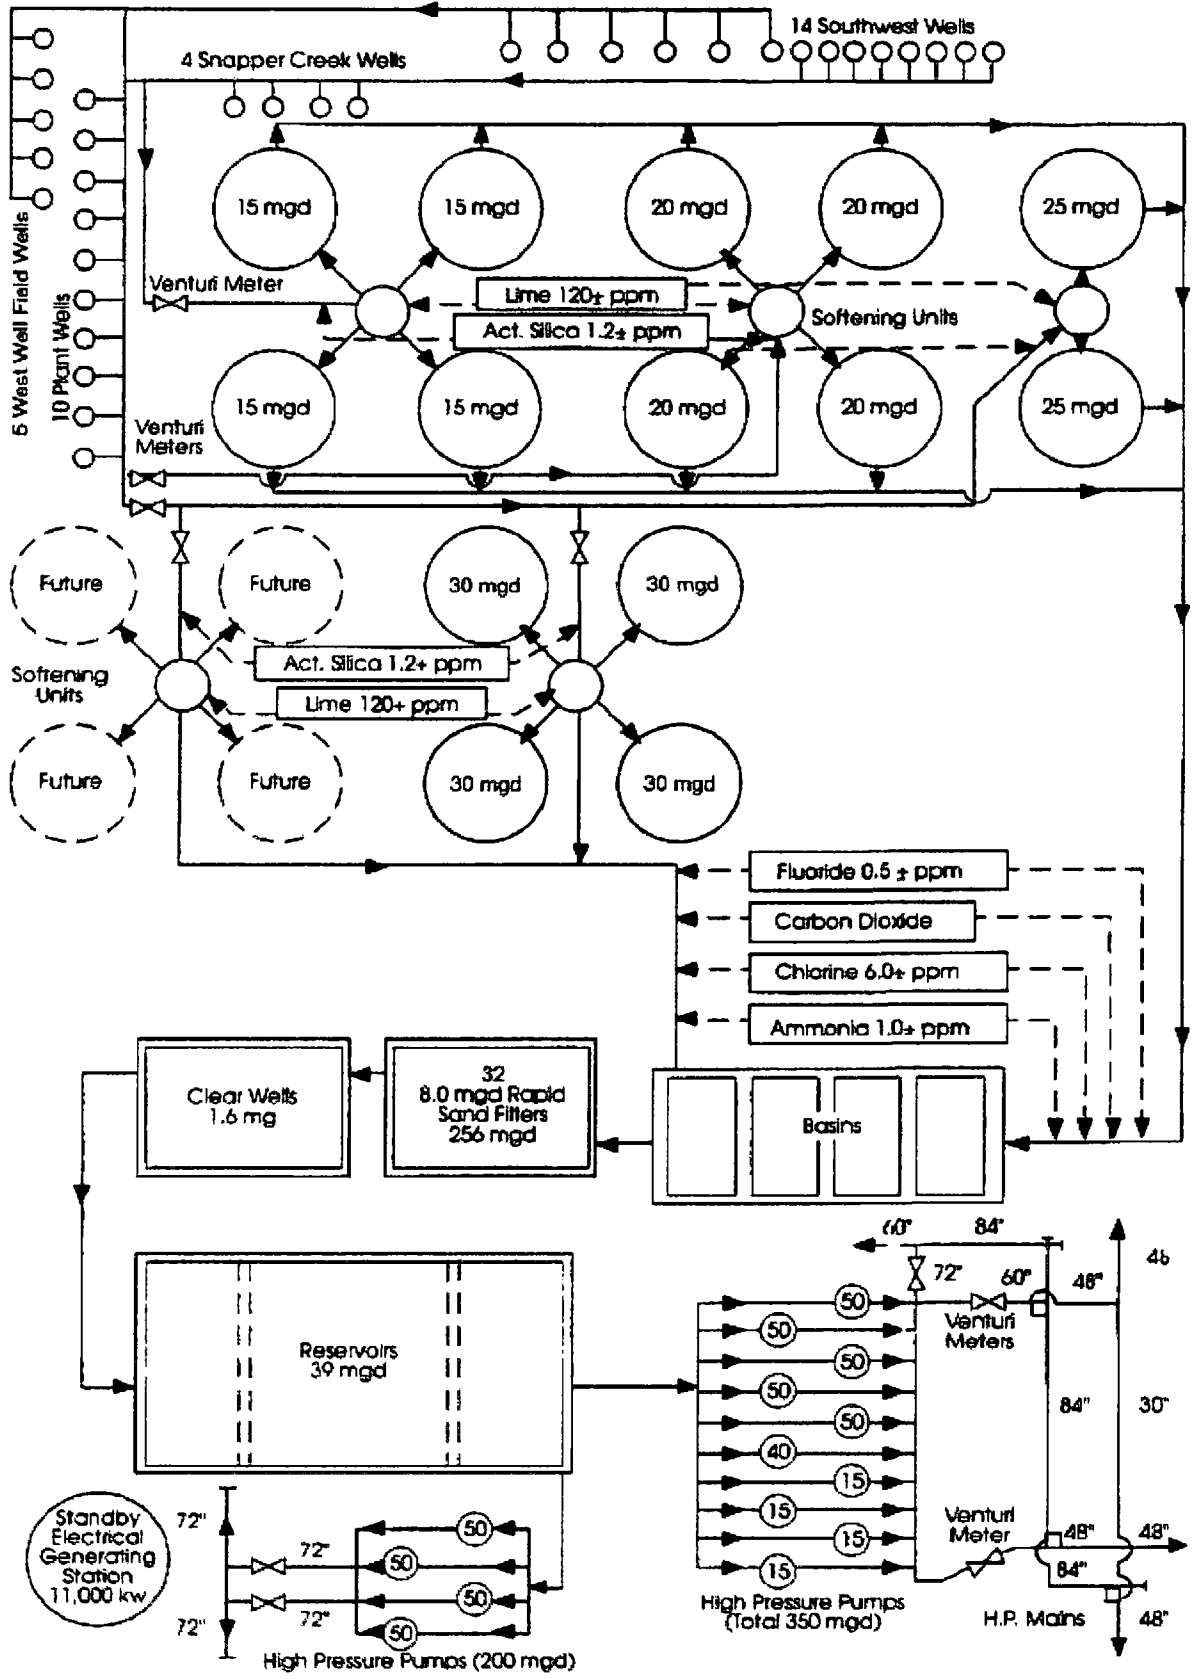 14 Southwest Wells
4 Snapper Creek Wells
5 West Well Field Wells
10 Plant Wells
15 mgd
15 mgd
20 mgd
20 mgd
25 mgd
Venturi Meter
Lime 120± ppm
Act. Silica 1.2± ppm
Softening Units
15 mgd
15 mgd
20 mgd
20 mgd
25 mgd
Venturi
Meters
Future
Future
30 mgd
30 mgd
Act. Silica 1.2+ ppm
Softening
Units
Lime 120+ ppm
Future
Future
30 mgd
30 mgd
Fluoride 0.5 ± ppm
Carbon Dioxide
Chlorine 6.0± ppm
Ammonia 1.0± ppm
Clear Wells
1.6 mg
32
8.0 mgd Rapid
Sand Filters
256 mgd
Basins
Reservoirs
39 mgd
60"
84"
48
72"
60"
48"
Venturi
Meters
50
50
50
50
50
40
15
15
15
15
84"
30"
Venturi
Meter
48"
48"
84"
48"
High Pressure Pumps
(Total 350 mgd)
H.P. Mains
Standby
Electrical
Generating
Station
11,000 kw
72"
72"
72"
72"
50
50
50
50
High Pressure Pumps (200 mgd)